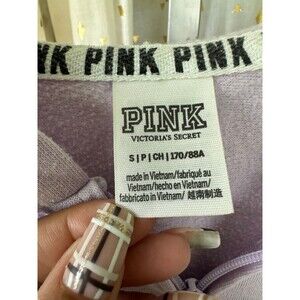 NK PINK PINK
PINK
VICTORIA'S SECRET
S | P | CH | 170/88A
made in Vietnam/fabriqué au
Vietnam/hecho en Vietnam/
fabbricato in Vietnam/ 越南制造